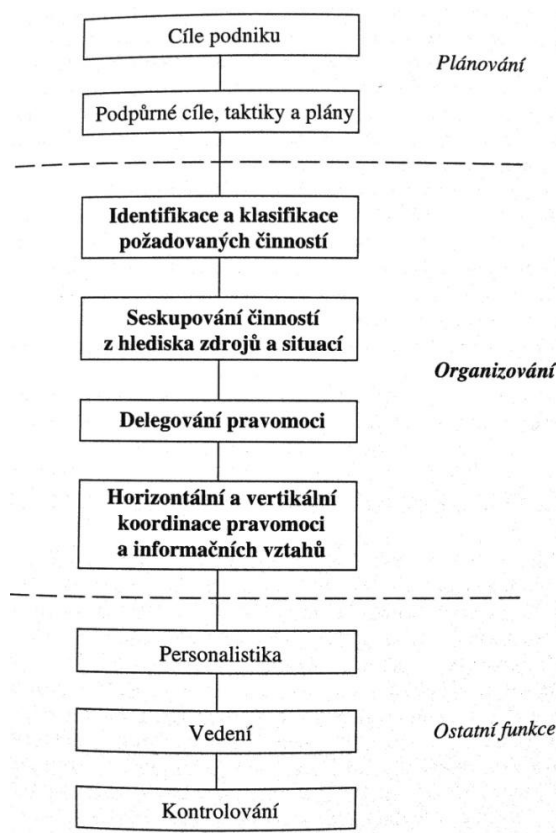 Cíle podniku
Plánování
Podpůrné cíle, taktiky a plány
Identifikace a klasifikace
požadovaných činností
Seskupování činností
z hlediska zdrojů a situací
Organizování
Delegování pravomoci
Horizontální a vertikální
koordinace pravomoci
a informačních vztahů
Personalistika
Vedení
Ostatní funkce
Kontrolování